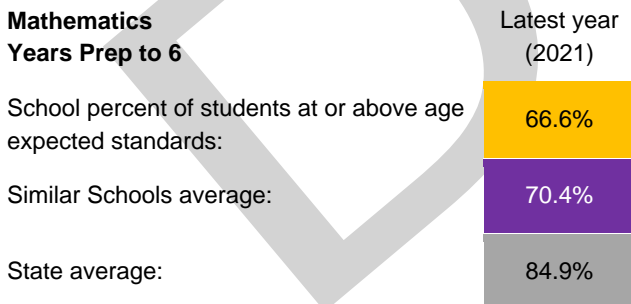 Mathematics
Years Prep to 6
Latest year
(2021)
School percent of students at or above age
expected standards:
66.6%
Similar Schools average:
70.4%
State average:
84.9%